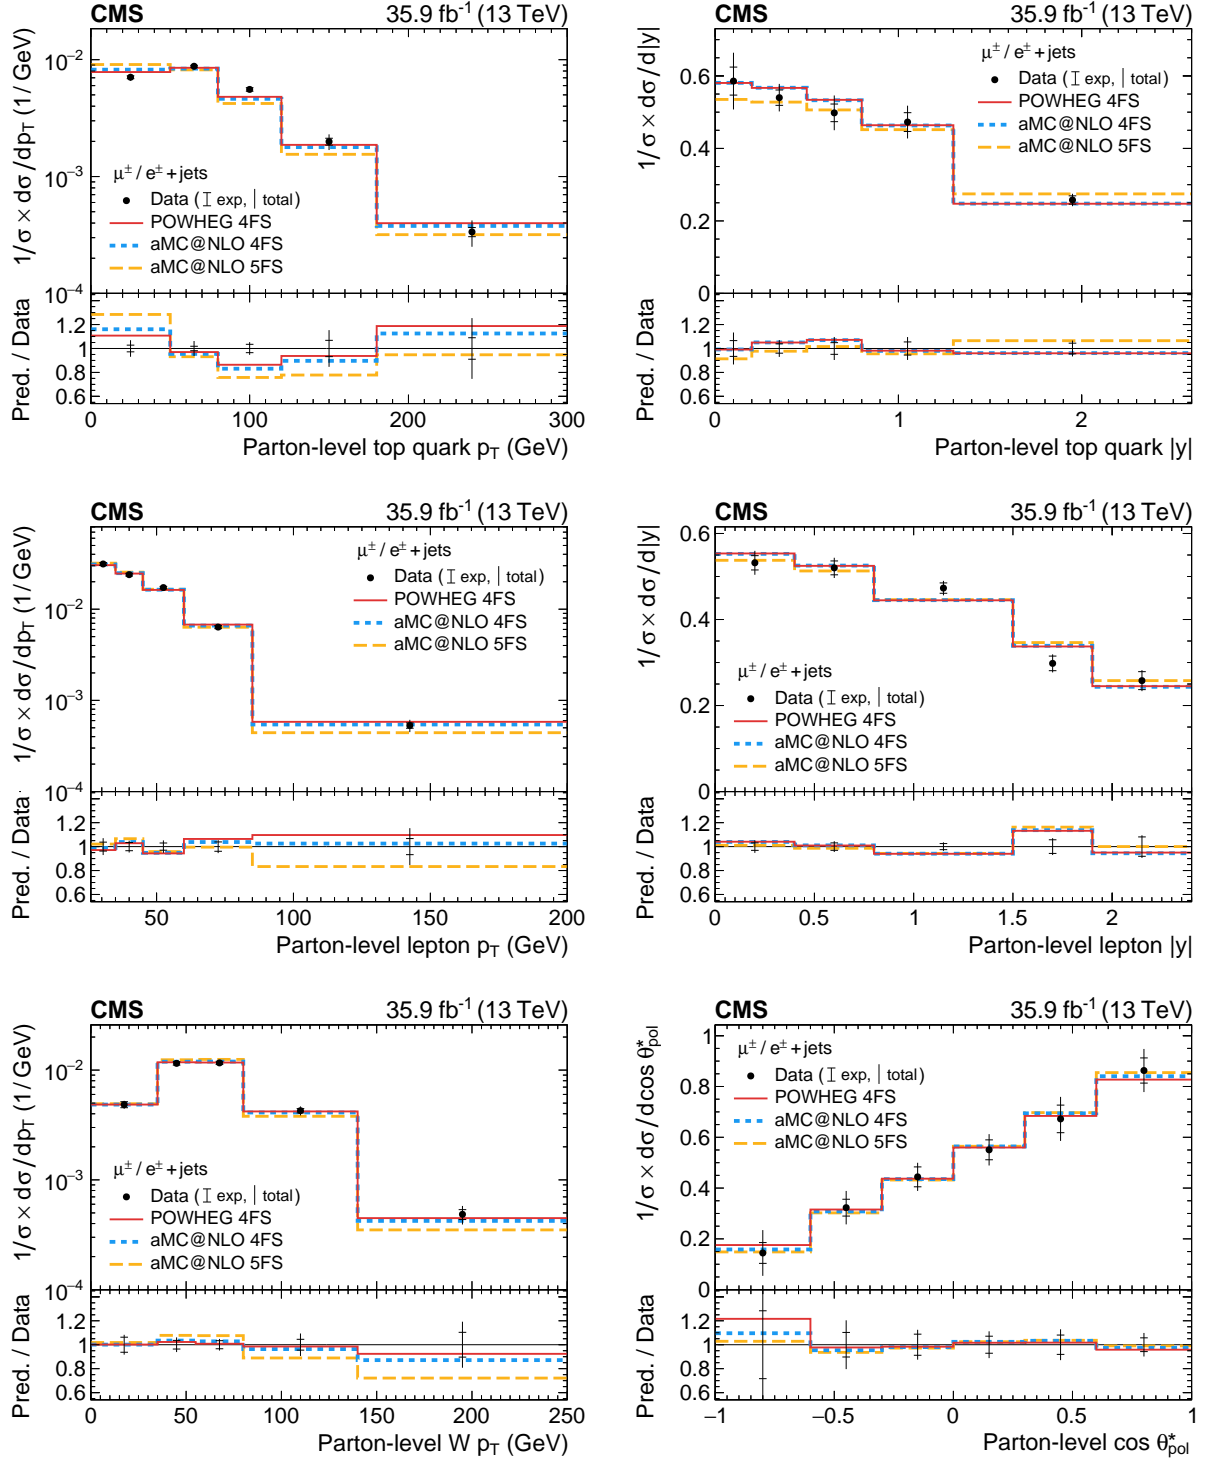 CMS 35.9 fb⁻¹ (13 TeV)
1/σ × dσ/dp_T (1/GeV)
10⁻²
10⁻³
10⁻⁴
μ± / e± + jets
Data (I exp, | total)
POWHEG 4FS
aMC@NLO 4FS
aMC@NLO 5FS
Pred. / Data
1.2
1
0.8
0.6
0 100 200 300
Parton-level top quark p_T (GeV)
CMS 35.9 fb⁻¹ (13 TeV)
1/σ × dσ/d|y|
0.6
0.4
0.2
0
μ± / e± + jets
Data (I exp, | total)
POWHEG 4FS
aMC@NLO 4FS
aMC@NLO 5FS
Pred. / Data
1.2
1
0.8
0.6
0 1 2
Parton-level top quark |y|
CMS 35.9 fb⁻¹ (13 TeV)
1/σ × dσ/dp_T (1/GeV)
10⁻²
10⁻³
10⁻⁴
μ± / e± + jets
Data (I exp, | total)
POWHEG 4FS
aMC@NLO 4FS
aMC@NLO 5FS
Pred. / Data
1.2
1
0.8
0.6
50 100 150 200
Parton-level lepton p_T (GeV)
CMS 35.9 fb⁻¹ (13 TeV)
1/σ × dσ/d|y|
0.6
0.4
0.2
0
μ± / e± + jets
Data (I exp, | total)
POWHEG 4FS
aMC@NLO 4FS
aMC@NLO 5FS
Pred. / Data
1.2
1
0.8
0.6
0 0.5 1 1.5 2
Parton-level lepton |y|
CMS 35.9 fb⁻¹ (13 TeV)
1/σ × dσ/dp_T (1/GeV)
10⁻²
10⁻³
10⁻⁴
μ± / e± + jets
Data (I exp, | total)
POWHEG 4FS
aMC@NLO 4FS
aMC@NLO 5FS
Pred. / Data
1.2
1
0.8
0.6
0 50 100 150 200 250
Parton-level W p_T (GeV)
CMS 35.9 fb⁻¹ (13 TeV)
1/σ × dσ/dcos θ*_pol
1
0.8
0.6
0.4
0.2
0
μ± / e± + jets
Data (I exp, | total)
POWHEG 4FS
aMC@NLO 4FS
aMC@NLO 5FS
Pred. / Data
1.2
1
0.8
0.6
−1 −0.5 0 0.5 1
Parton-level cos θ*_pol